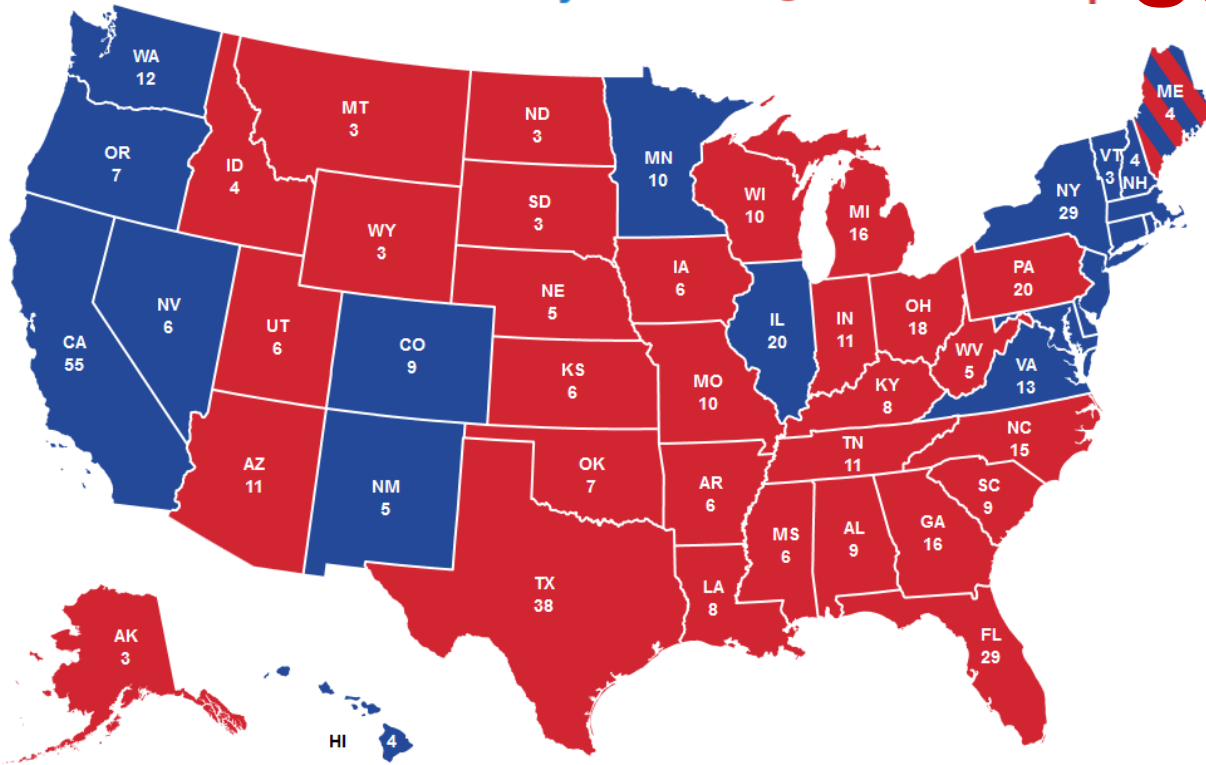 WA
12
OR
7
CA
55
NV
6
ID
4
MT
3
WY
3
UT
6
AZ
11
CO
9
NM
5
ND
3
SD
3
NE
5
KS
6
OK
7
TX
38
MN
10
IA
6
MO
10
AR
6
LA
8
WI
10
IL
20
MI
16
IN
11
OH
18
KY
8
TN
11
MS
6
AL
9
GA
16
FL
29
SC
9
NC
15
VA
13
WV
5
PA
20
NY
29
VT
3
4
NH
ME
4
AK
3
HI
4